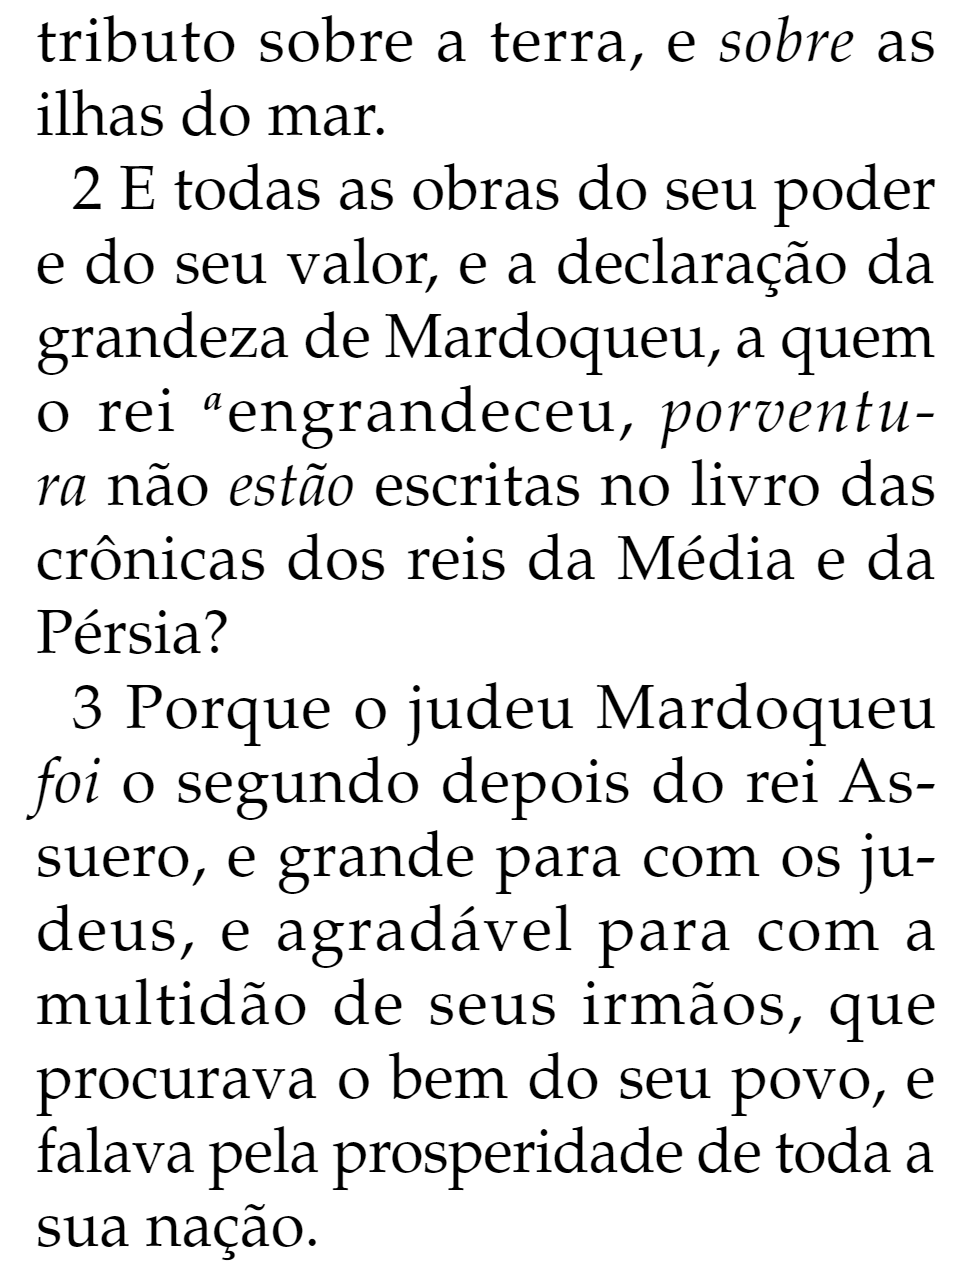 tributo sobre a terra, e sobre as
ilhas do mar.
2 E todas as obras do seu poder
e do seu valor, e a declaração da
grandeza de Mardoqueu, a quem
o rei ᵃengrandeceu, porventu-
ra não estão escritas no livro das
crônicas dos reis da Média e da
Pérsia?
3 Porque o judeu Mardoqueu
foi o segundo depois do rei As-
suero, e grande para com os ju-
deus, e agradável para com a
multidão de seus irmãos, que
procurava o bem do seu povo, e
falava pela prosperidade de toda a
sua nação.